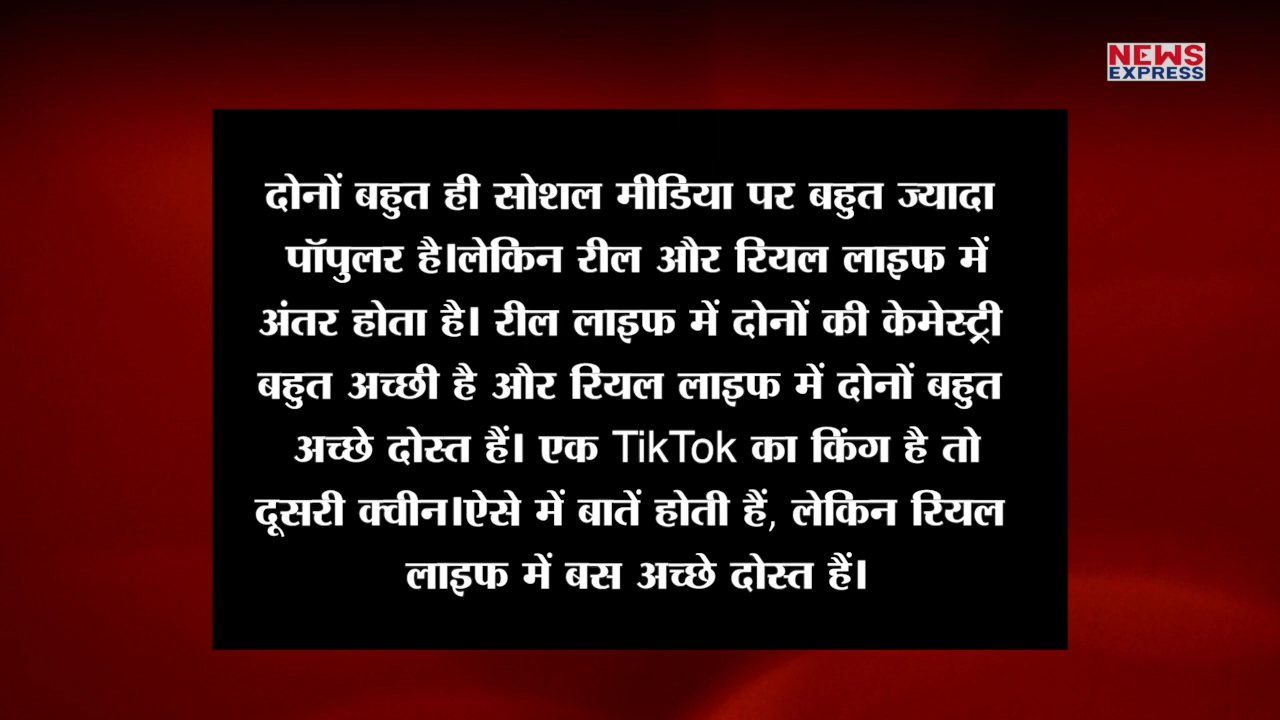 NEWS
EXPRESS
दोनों बहुत ही सोशल मीडिया पर बहुत ज्यादा
पॉपुलर है।लेकिन रील और रियल लाइफ में
अंतर होता है। रील लाइफ में दोनों की केमेस्ट्री
बहुत अच्छी है और रियल लाइफ में दोनों बहुत
अच्छे दोस्त हैं। एक TikTok का किंग है तो
दूसरी क्वीन।ऐसे में बातें होती हैं, लेकिन रियल
लाइफ में बस अच्छे दोस्त हैं।